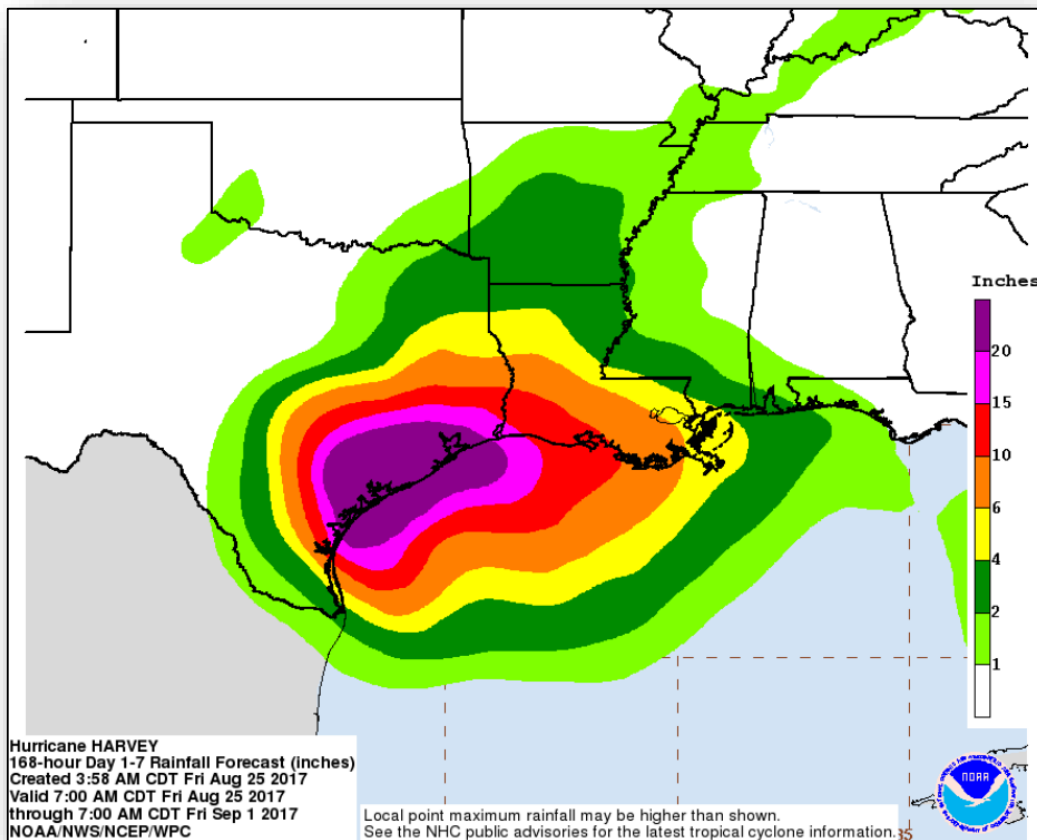 Inches
20
15
10
6
4
2
1
Hurricane HARVEY
168-hour Day 1-7 Rainfall Forecast (inches)
Created 3:58 AM CDT Fri Aug 25 2017
Valid 7:00 AM CDT Fri Aug 25 2017
through 7:00 AM CDT Fri Sep 1 2017
NOAA/NWS/NCEP/WPC
Local point maximum rainfall may be higher than shown.
See the NHC public advisories for the latest tropical cyclone information.
NOAA